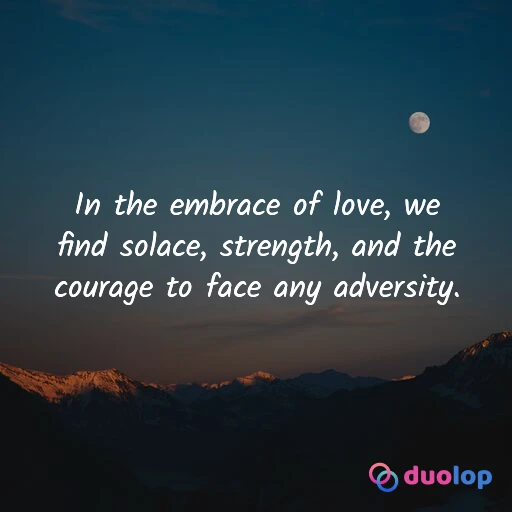 In the embrace of love, we
find solace, strength, and the
courage to face any adversity.
duolop